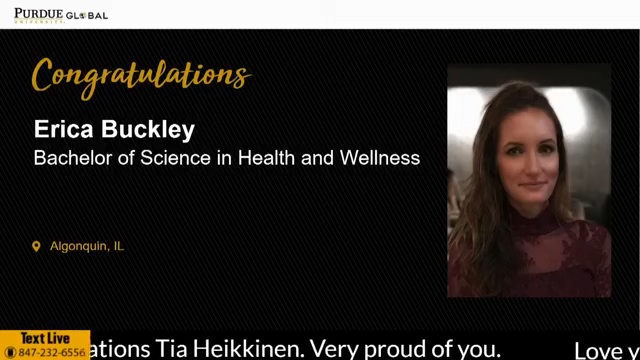 PURDUE GLOBAL
UNIVERSITY
Congratulations
Erica Buckley
Bachelor of Science in Health and Wellness
Algonquin, IL
Text Live
847-232-6556
ations Tia Heikkinen. Very proud of you. Love y